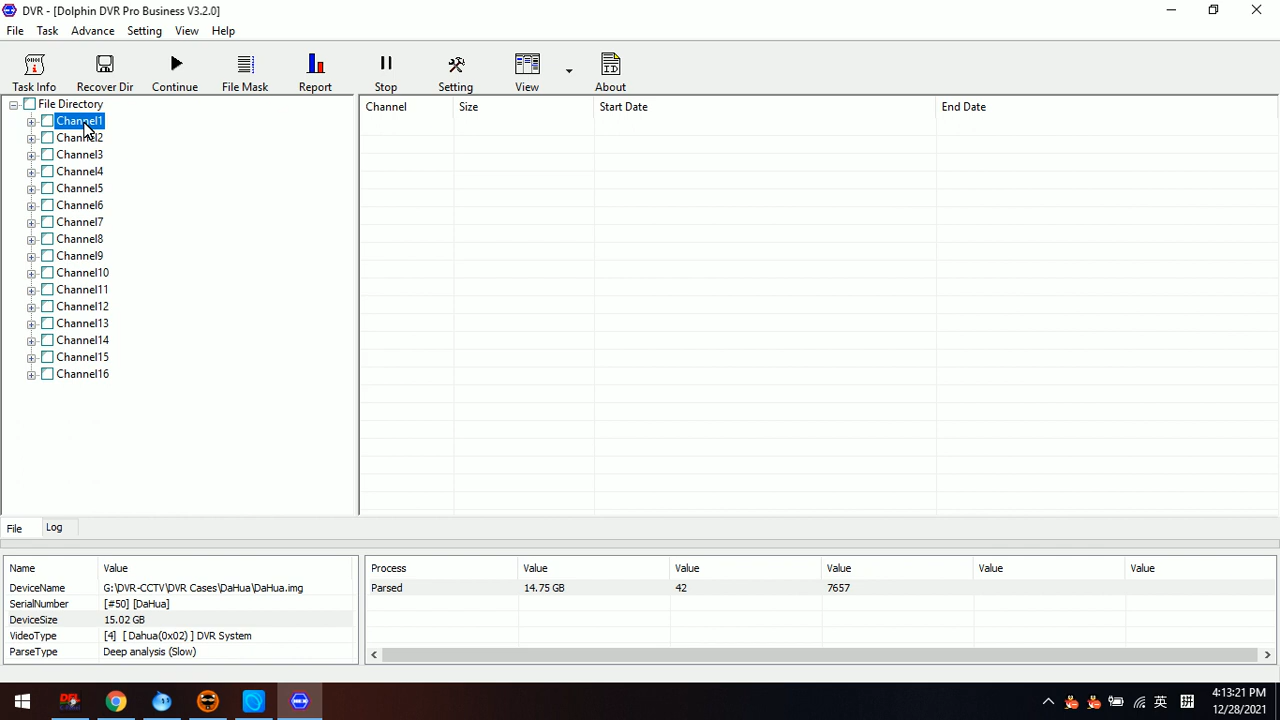 DVR - [Dolphin DVR Pro Business V3.2.0]
File Task Advance Setting View Help
Task Info Recover Dir Continue File Mask Report Stop Setting View About
File Directory
Channel1
Channel2
Channel3
Channel4
Channel5
Channel6
Channel7
Channel8
Channel9
Channel10
Channel11
Channel12
Channel13
Channel14
Channel15
Channel16
Channel Size Start Date End Date
File Log
Name Value
DeviceName G:\DVR-CCTV\DVR Cases\DaHua\DaHua.img
SerialNumber [#50] [DaHua]
DeviceSize 15.02 GB
VideoType [4] [ Dahua(0x02) ] DVR System
ParseType Deep analysis (Slow)
Process Value Value Value Value Value
Parsed 14.75 GB 42 7657
英 拼
4:13:21 PM
12/28/2021